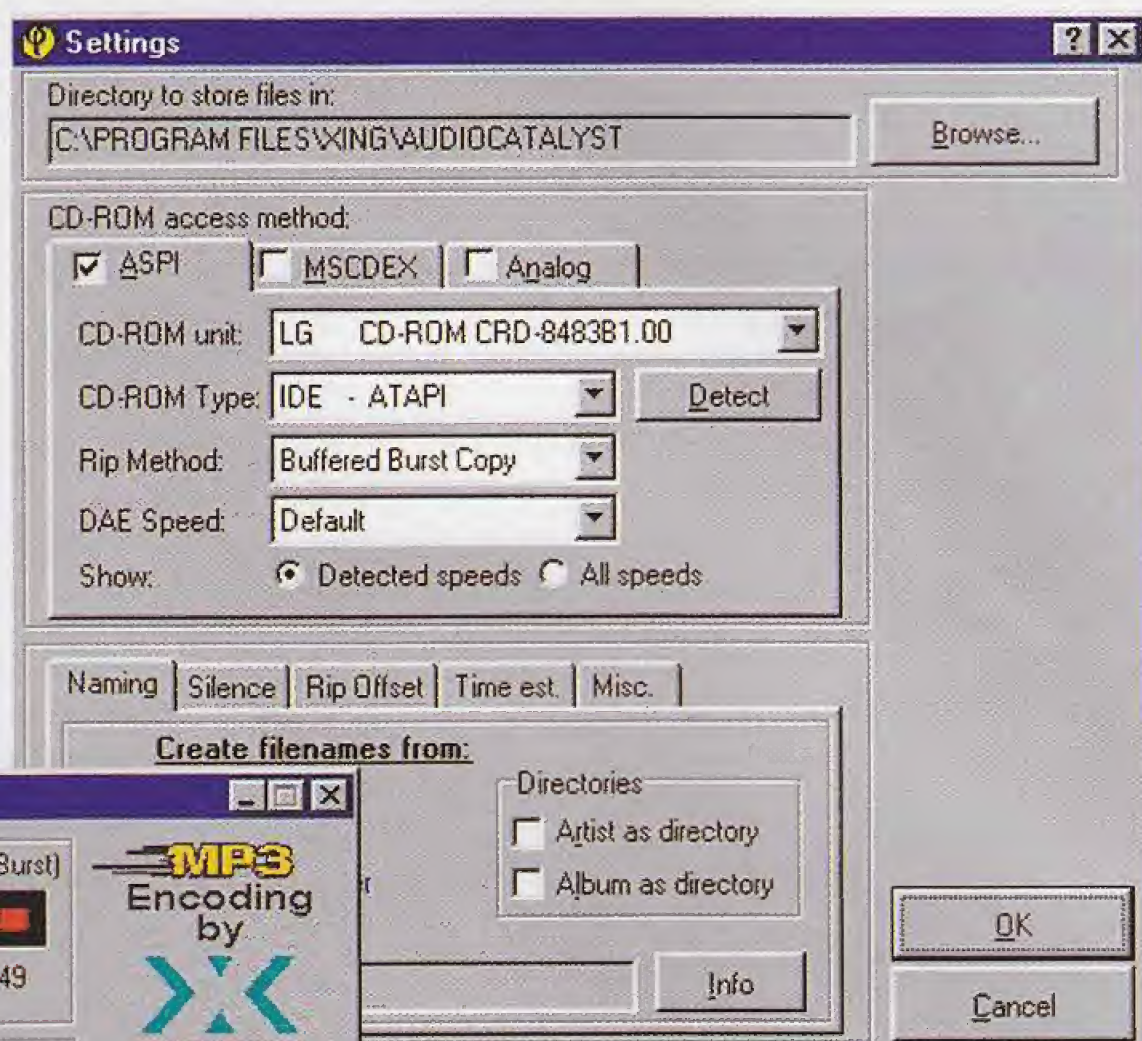 Settings
Directory to store files in:
C:\PROGRAM FILES\XING\AUDIOCATALYST
Browse...
CD-ROM access method:
ASPI MSCDEX Analog
CD-ROM unit: LG CD-ROM CRD-8483B1.00
CD-ROM Type: IDE - ATAPI Detect
Rip Method: Buffered Burst Copy
DAE Speed: Default
Show: Detected speeds All speeds
Naming Silence Rip Offset Time est. Misc.
Create filenames from:
Directories
Artist as directory
Album as directory
Info
OK
Cancel
Burst)
49
MP3
Encoding
by
X